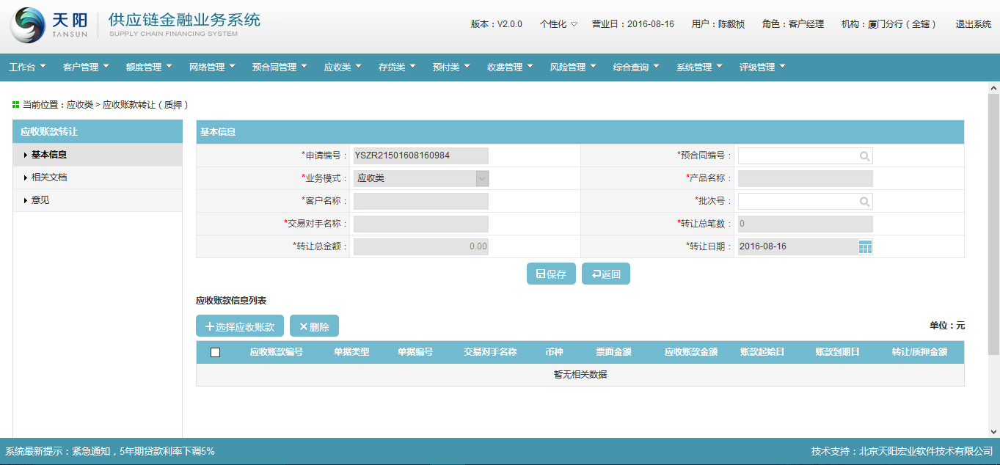 天阳 TANSUN 供应链金融业务系统 SUPPLY CHAIN FINANCING SYSTEM
版本：V2.0.0 个性化 营业日：2016-08-16 用户：陈毅桢 角色：客户经理 机构：厦门分行（全辖） 退出系统
工作台 客户管理 额度管理 网络管理 预合同管理 应收类 存货类 预付类 收费管理 风险管理 综合查询 系统管理 评级管理
当前位置：应收类 > 应收账款转让（质押）
应收账款转让
基本信息
相关文档
意见
基本信息
*申请编号： YSZR21501608160984 *预合同编号：
*业务模式： 应收类 *产品名称：
*客户名称： *批次号：
*交易对手名称： *转让总笔数： 0
*转让总金额： 0.00 *转让日期： 2016-08-16
保存 返回
应收账款信息列表
选择应收账款 删除 单位：元
应收账款编号 单据类型 单据编号 交易对手名称 币种 票面金额 应收账款金额 账款起始日 账款到期日 转让/质押金额
暂无相关数据
系统最新提示：紧急通知，5年期贷款利率下调5% 技术支持：北京天阳宏业软件技术有限公司